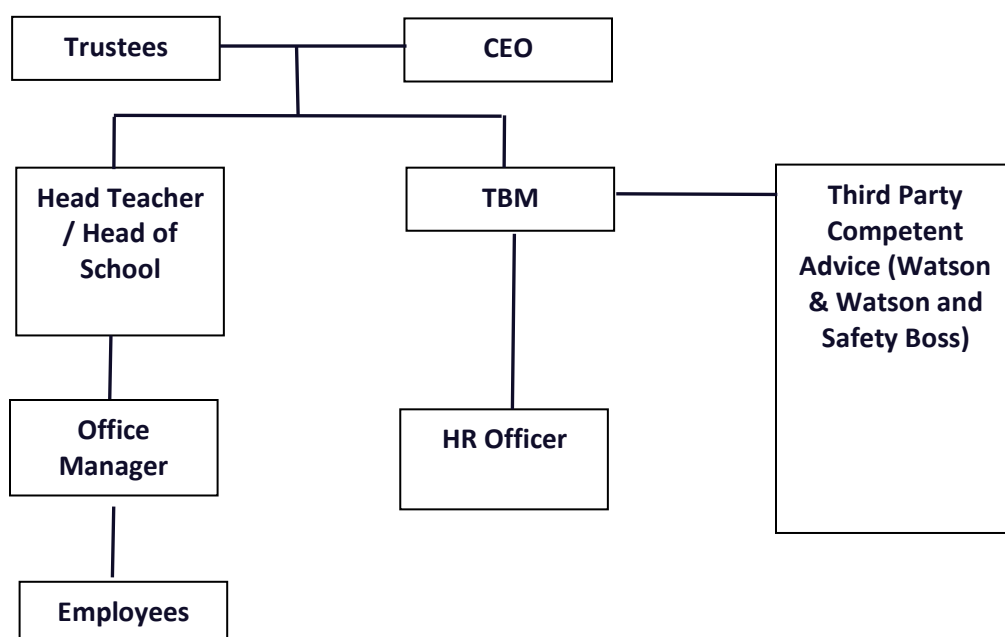 Trustees
CEO
Head Teacher
/ Head of
School
TBM
Third Party
Competent
Advice (Watson
& Watson and
Safety Boss)
Office
Manager
HR Officer
Employees